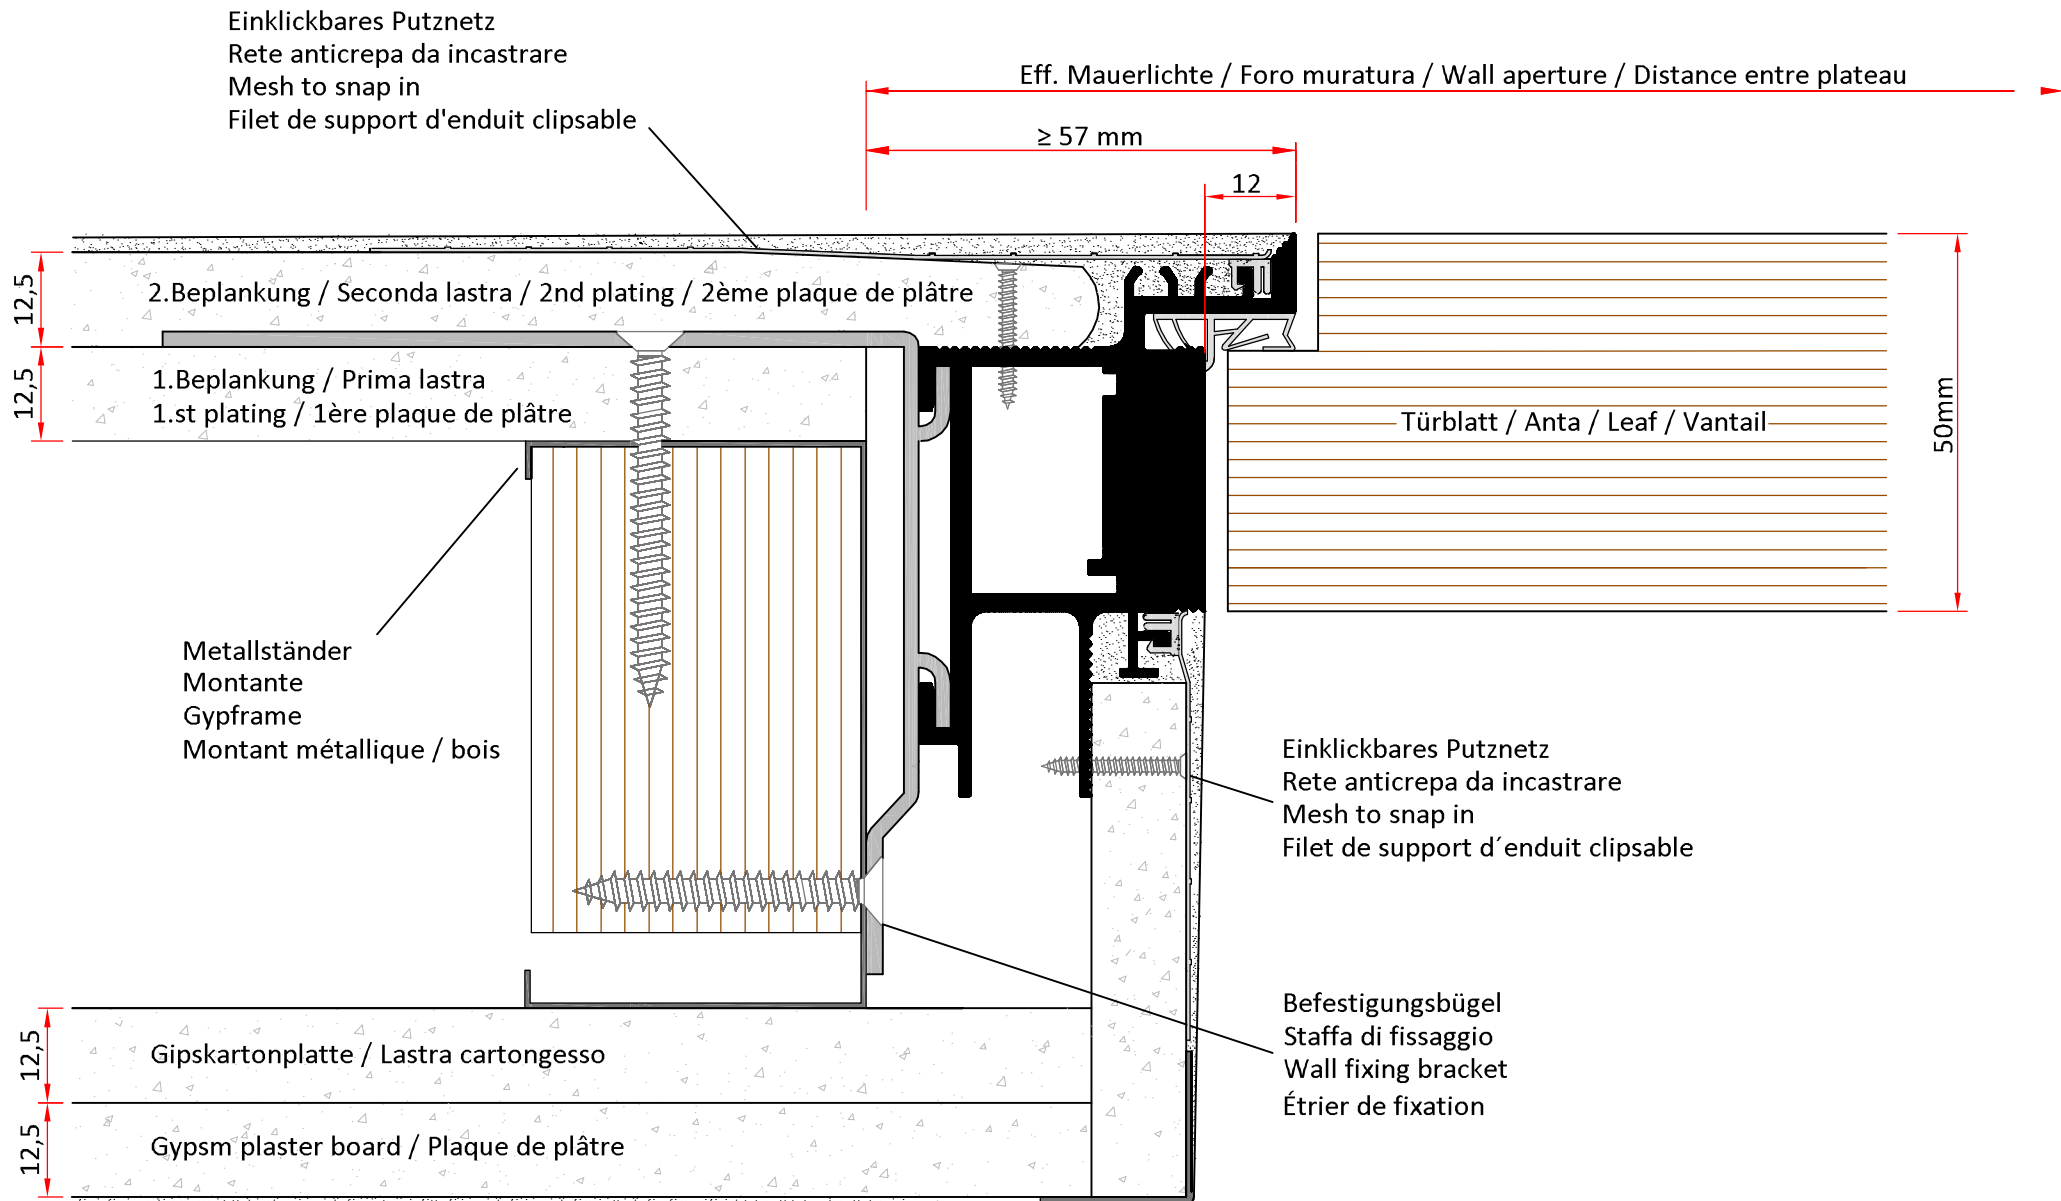 Einklickbares Putznetz
Rete anticrepa da incastrare
Mesh to snap in
Filet de support d'enduit clipsable
Eff. Mauerlichte / Foro muratura / Wall aperture / Distance entre plateau
≥ 57 mm
12
12,5
2.Beplankung / Seconda lastra / 2nd plating / 2ème plaque de plâtre
12,5
1.Beplankung / Prima lastra
1.st plating / 1ère plaque de plâtre
Türblatt / Anta / Leaf / Vantail
50mm
Metallständer
Montante
Gypframe
Montant métallique / bois
Einklickbares Putznetz
Rete anticrepa da incastrare
Mesh to snap in
Filet de support d´enduit clipsable
Befestigungsbügel
Staffa di fissaggio
Wall fixing bracket
Étrier de fixation
12,5
Gipskartonplatte / Lastra cartongesso
12,5
Gypsm plaster board / Plaque de plâtre